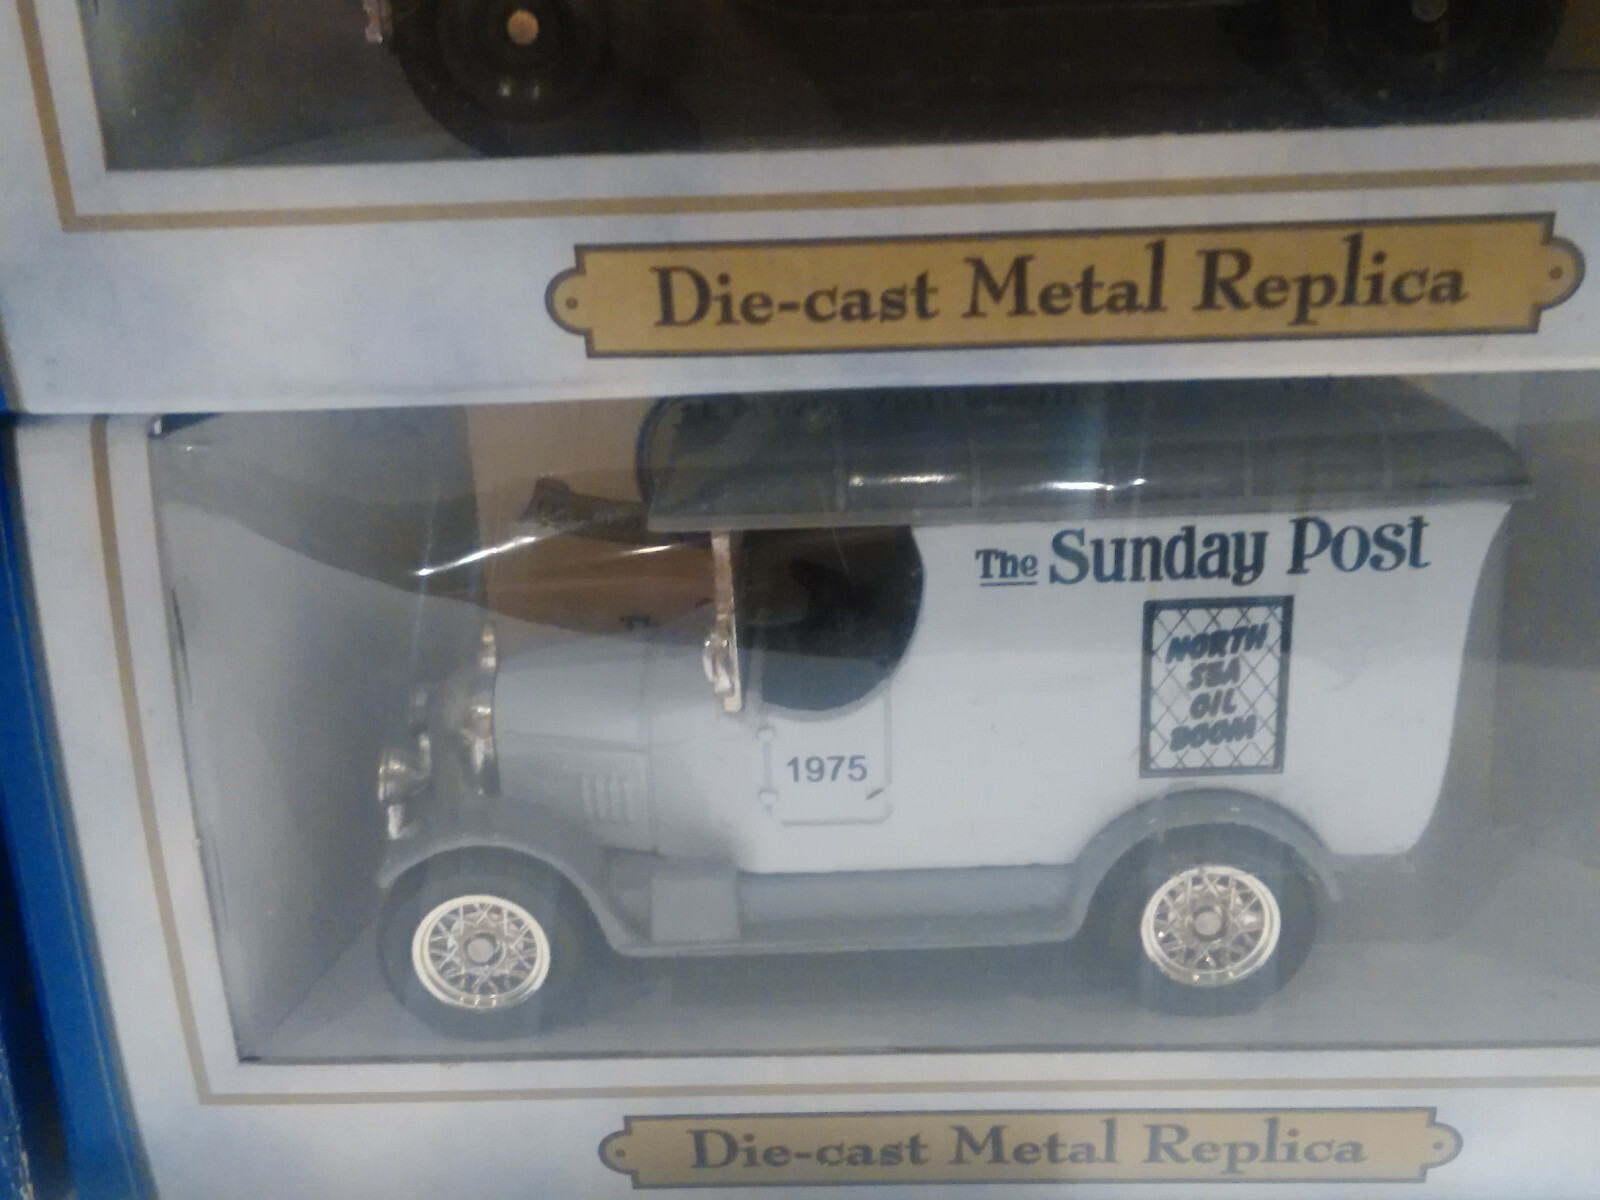 Die-cast Metal Replica
The Sunday Post
NORTH
SEA
OIL
BOOM
1975
Die-cast Metal Replica